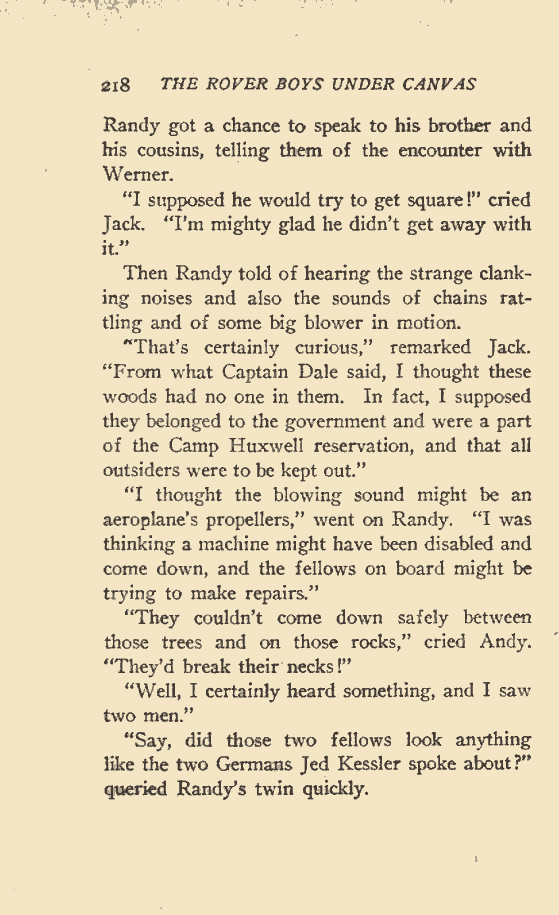 218 THE ROVER BOYS UNDER CANVAS
Randy got a chance to speak to his brother and
his cousins, telling them of the encounter with
Werner.
"I supposed he would try to get square!" cried
Jack. "I'm mighty glad he didn't get away with
it."
Then Randy told of hearing the strange clank-
ing noises and also the sounds of chains rat-
tling and of some big blower in motion.
"That's certainly curious," remarked Jack.
"From what Captain Dale said, I thought these
woods had no one in them. In fact, I supposed
they belonged to the government and were a part
of the Camp Huxwell reservation, and that all
outsiders were to be kept out."
"I thought the blowing sound might be an
aeroplane's propellers," went on Randy. "I was
thinking a machine might have been disabled and
come down, and the fellows on board might be
trying to make repairs."
"They couldn't come down safely between
those trees and on those rocks," cried Andy.
"They'd break their necks!"
"Well, I certainly heard something, and I saw
two men."
"Say, did those two fellows look anything
like the two Germans Jed Kessler spoke about?"
queried Randy's twin quickly.